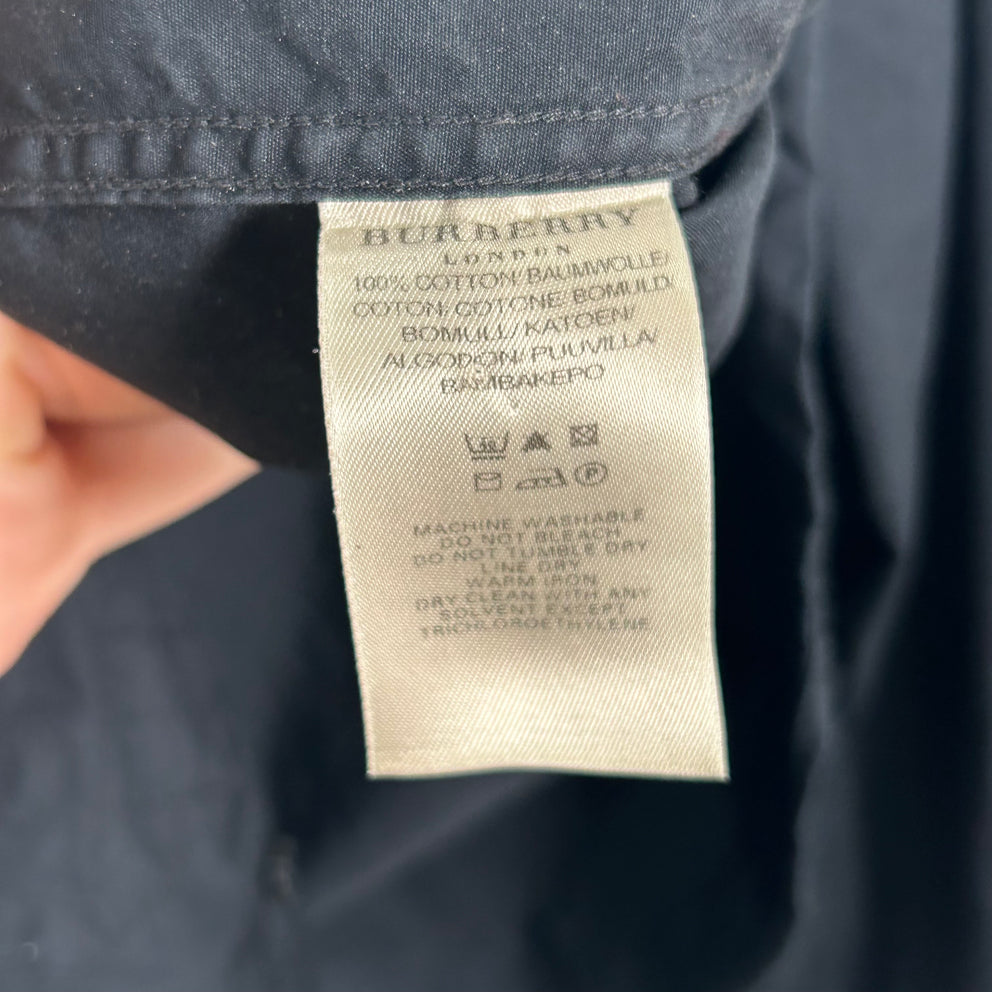 BURBERRY
LONDON
100% COTTON/BAUMWOLLE/
COTON/COTONE/BOMULD/
BOMULL/KATOEN/
ALGODON/PUUVILLA/
BAMBAKEPO
P
MACHINE WASHABLE
DO NOT BLEACH
DO NOT TUMBLE DRY
LINE DRY
WARM IRON
DRY CLEAN WITH ANY
SOLVENT EXCEPT
TRICHLOROETHYLENE